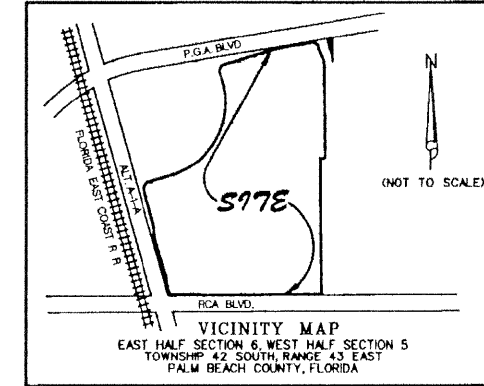 P.G.A. BLVD
N
FLORIDA EAST COAST R R
ALT. A-1-A
(NOT TO SCALE)
SITE
RCA BLVD.
VICINITY MAP
EAST HALF SECTION 6, WEST HALF SECTION 5
TOWNSHIP 42 SOUTH, RANGE 43 EAST
PALM BEACH COUNTY, FLORIDA